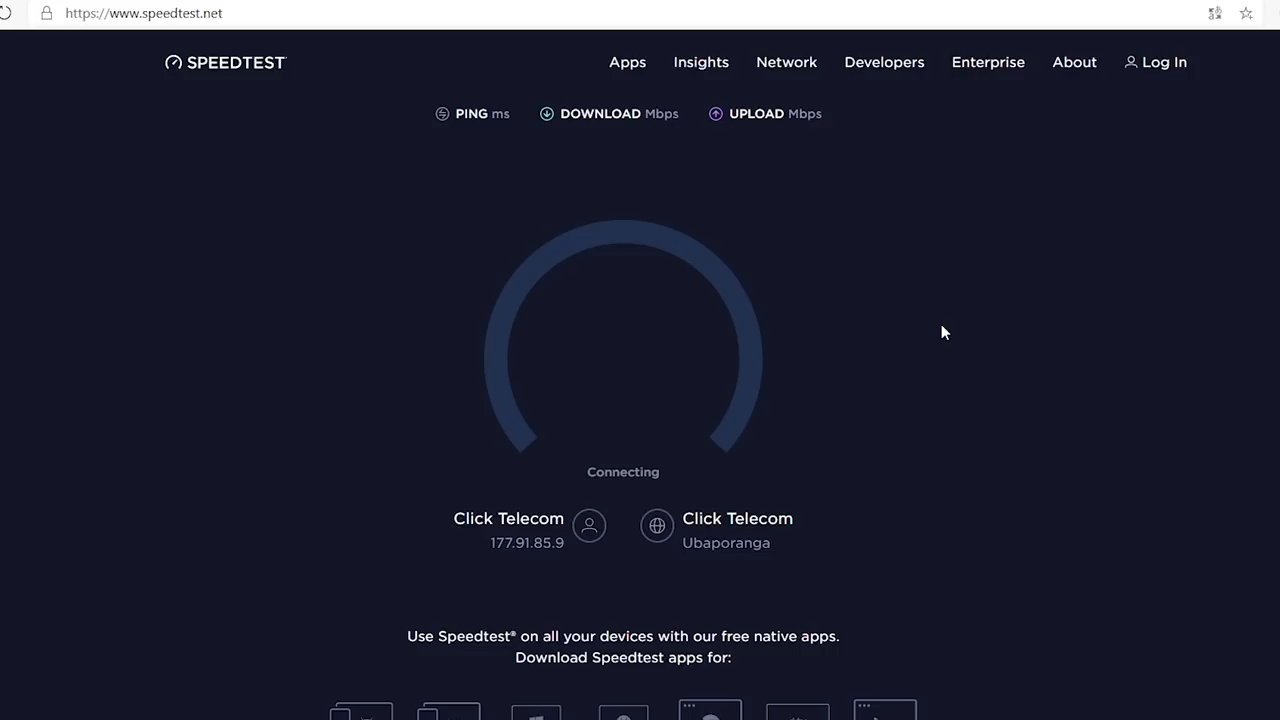 https://www.speedtest.net
SPEEDTEST
Apps Insights Network Developers Enterprise About Log In
PING ms DOWNLOAD Mbps UPLOAD Mbps
Connecting
Click Telecom
177.91.85.9
Click Telecom
Ubaporanga
Use Speedtest® on all your devices with our free native apps.
Download Speedtest apps for: